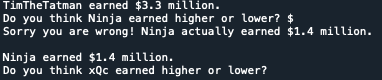 TimTheTatman earned $3.3 million.
Do you think Ninja earned higher or lower? $
Sorry you are wrong! Ninja actually earned $1.4 million.
Ninja earned $1.4 million.
Do you think xQc earned higher or lower?